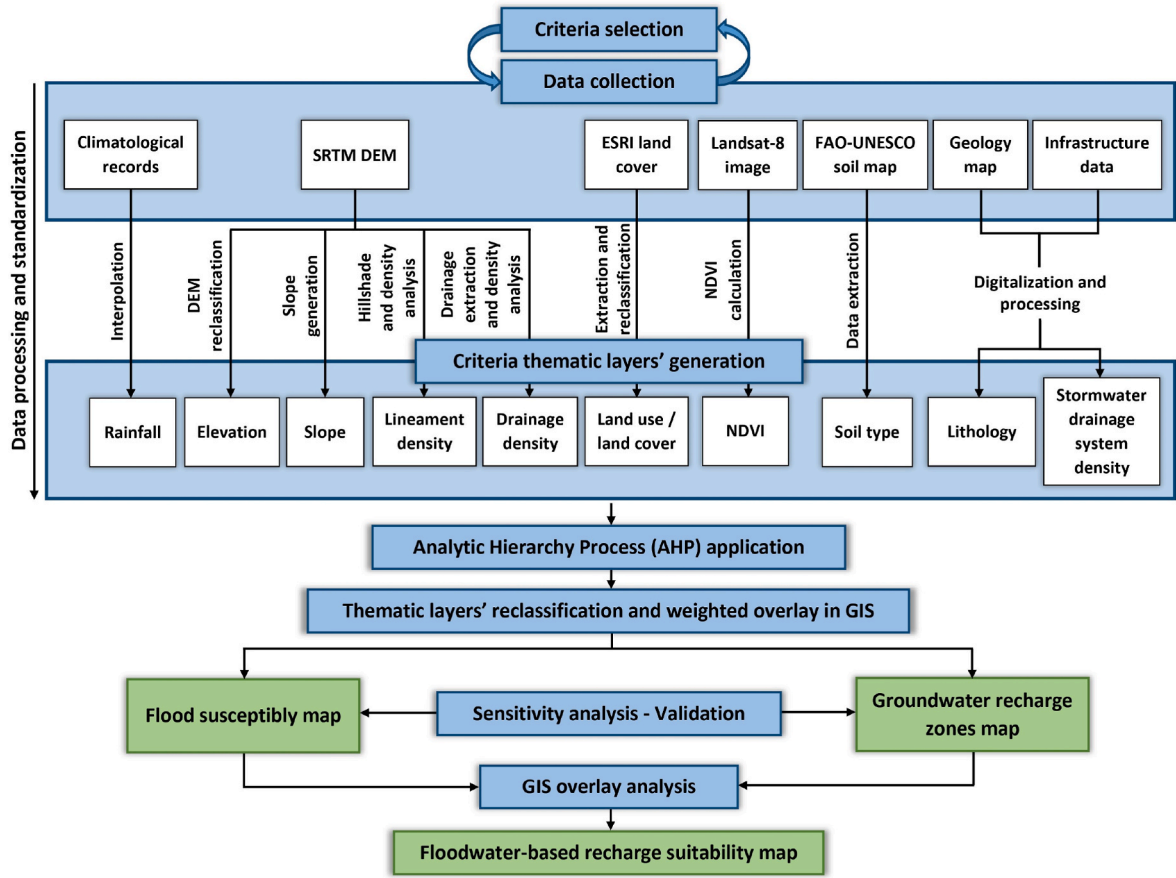 Criteria selection
Data collection
Data processing and standardization
Climatological
records
SRTM DEM
ESRI land
cover
Landsat-8
image
FAO-UNESCO
soil map
Geology
map
Infrastructure
data
Interpolation
DEM
reclassification
Slope
generation
Hillshade
and density
analysis
Drainage
extraction
and density
analysis
Extraction and
reclassification
NDVI
calculation
Data extraction
Digitalization and
processing
Criteria thematic layers’ generation
Rainfall
Elevation
Slope
Lineament
density
Drainage
density
Land use /
land cover
NDVI
Soil type
Lithology
Stormwater
drainage
system
density
Analytic Hierarchy Process (AHP) application
Thematic layers’ reclassification and weighted overlay in GIS
Flood susceptibly map
Sensitivity analysis - Validation
Groundwater recharge
zones map
GIS overlay analysis
Floodwater-based recharge suitability map